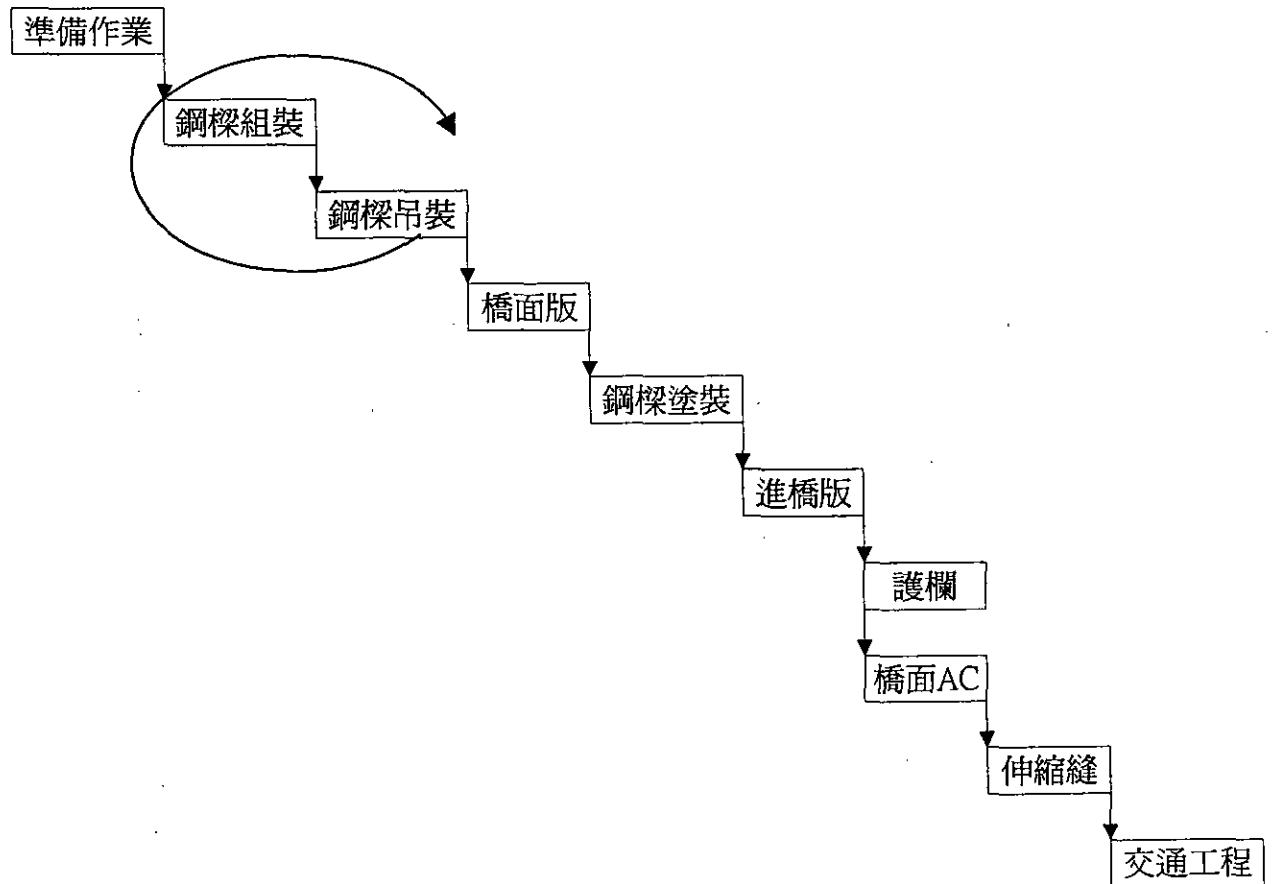 準備作業
鋼樑組裝
鋼樑吊裝
橋面版
鋼樑塗裝
進橋版
護欄
橋面AC
伸縮縫
交通工程